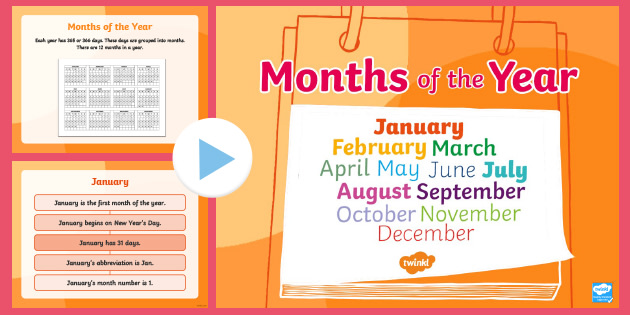 Months of the Year
Each year has 365 or 366 days. These days are grouped into months.
There are 12 months in a year.
January
January is the first month of the year.
January begins on New Year's Day.
January has 31 days.
January's abbreviation is Jan.
January's month number is 1.
Months of the Year
January
February March
April May June July
August September
October November
December
twinkl
twinkl